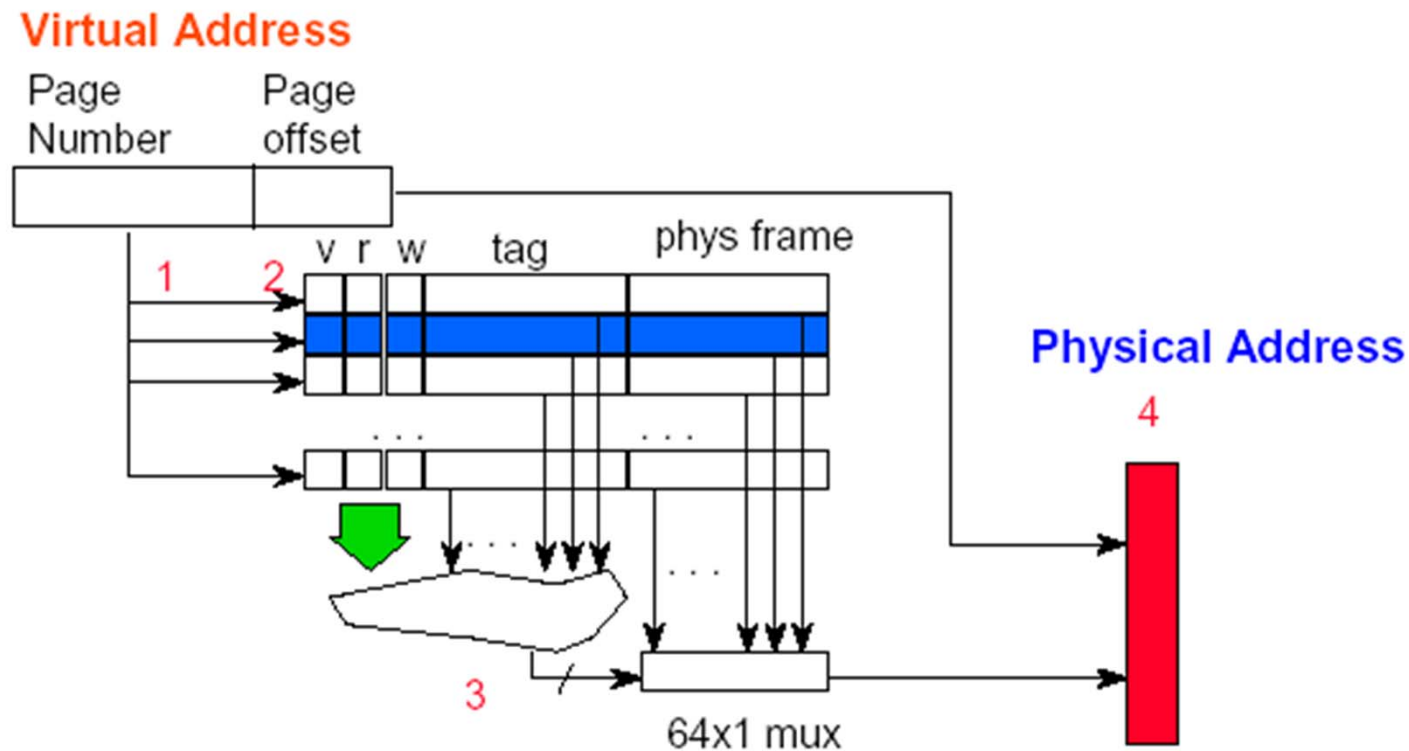 Virtual Address
Page Number
Page offset
v r w tag phys frame
1 2
Physical Address
4
. . . . . .
. . .
. . .
3
64x1 mux